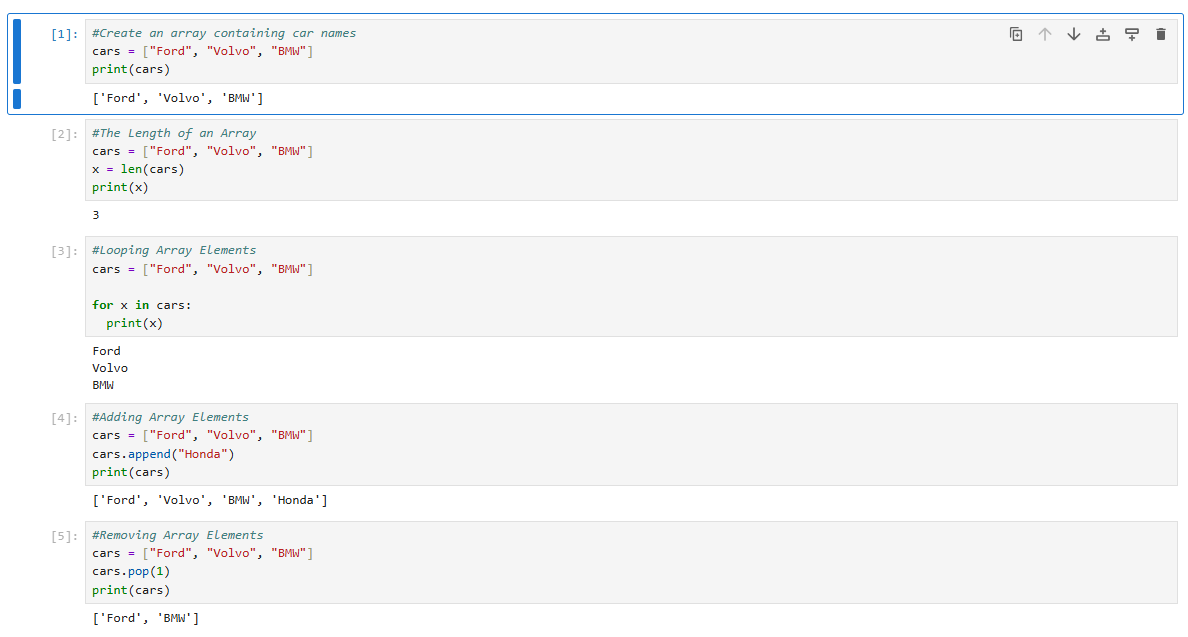 [1]: #Create an array containing car names
cars = ["Ford", "Volvo", "BMW"]
print(cars)
['Ford', 'Volvo', 'BMW']
[2]: #The Length of an Array
cars = ["Ford", "Volvo", "BMW"]
x = len(cars)
print(x)
3
[3]: #Looping Array Elements
cars = ["Ford", "Volvo", "BMW"]

for x in cars:
  print(x)
Ford
Volvo
BMW
[4]: #Adding Array Elements
cars = ["Ford", "Volvo", "BMW"]
cars.append("Honda")
print(cars)
['Ford', 'Volvo', 'BMW', 'Honda']
[5]: #Removing Array Elements
cars = ["Ford", "Volvo", "BMW"]
cars.pop(1)
print(cars)
['Ford', 'BMW']